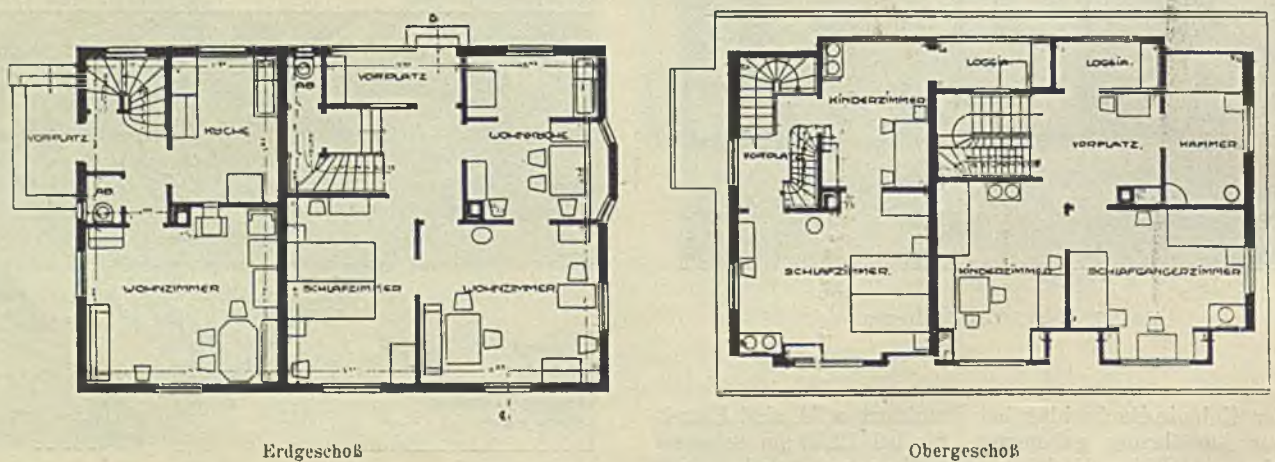 VORPLATZ
AB
KÜCHE
WOHNZIMMER
AB
VORPLATZ
WOHNKÜCHE
SCHLAFZIMMER
WOHNZIMMER
Erdgeschoß
KINDERZIMMER
LOGGIA
LOGGIA.
VORPLATZ.
KAMMER
SCHLAFZIMMER.
KINDERZIMMER
SCHLAFGÄNGERZIMMER
Obergeschoß